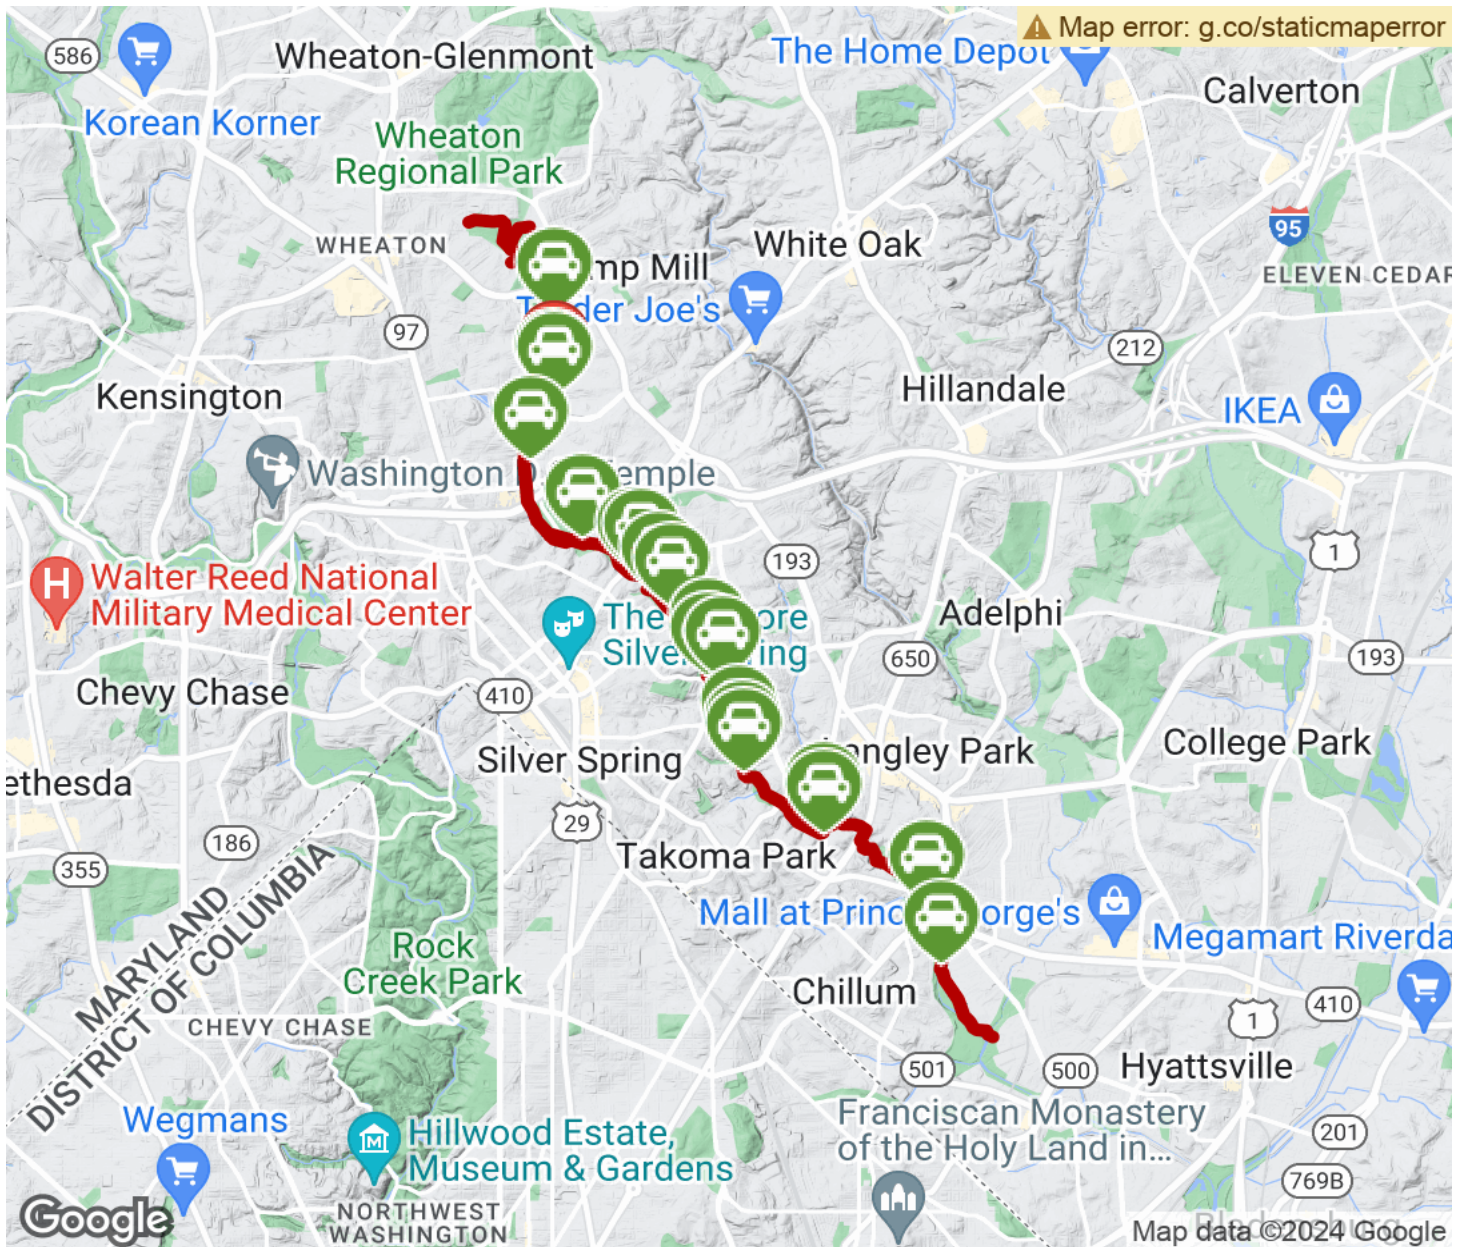 Map error: g.co/staticmaperror
586
Wheaton-Glenmont
The Home Depot
Calverton
Korean Korner
Wheaton
Regional Park
95
WHEATON
mp Mill
White Oak
ELEVEN CEDAR
der Joe's
97
212
Kensington
Hillandale
IKEA
Washington D.
emple
1
193
H
Walter Reed National
Military Medical Center
Adelphi
The
ore
Silve
ing
650
193
Chevy Chase
410
Silver Spring
ngley Park
College Park
ethesda
29
186
355
Takoma Park
MARYLAND
DISTRICT OF COLUMBIA
Mall at Princ
orge's
Megamart Riverda
Rock
Creek Park
Chillum
410
CHEVY CHASE
1
501
500
Hyattsville
Wegmans
Franciscan Monastery
of the Holy Land in...
201
Hillwood Estate,
Museum & Gardens
M
769B
NORTHWEST
WASHINGTON
Google
Map data ©2024 Google